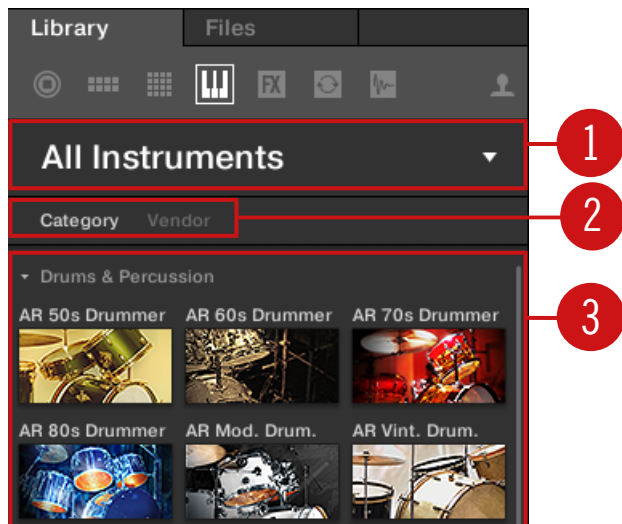 Library Files
FX
All Instruments
1
Category Vendor
2
Drums & Percussion
3
AR 50s Drummer AR 60s Drummer AR 70s Drummer
AR 80s Drummer AR Mod. Drum. AR Vint. Drum.